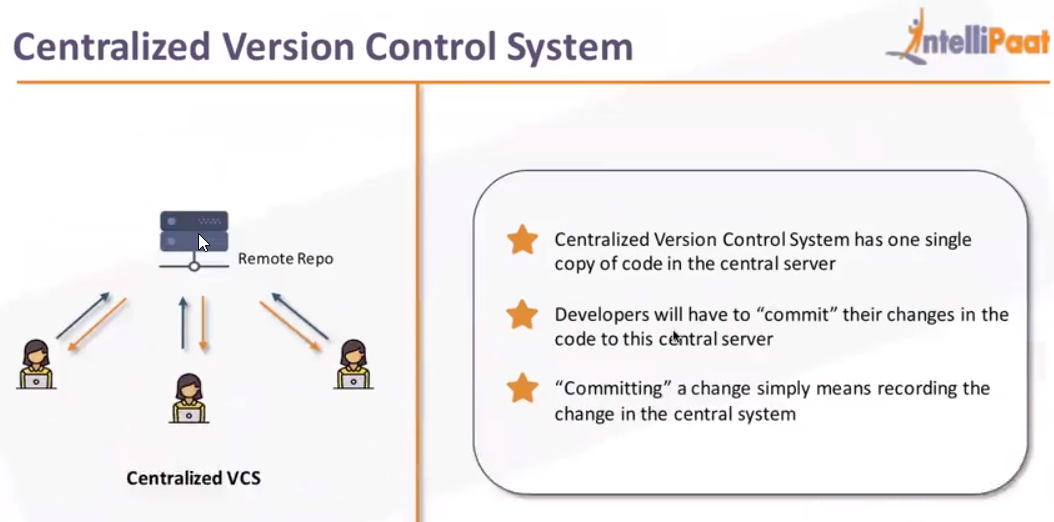 Centralized Version Control System
IntelliPaat
Remote Repo
Centralized VCS
Centralized Version Control System has one single
copy of code in the central server
Developers will have to “commit” their changes in the
code to this central server
“Committing” a change simply means recording the
change in the central system